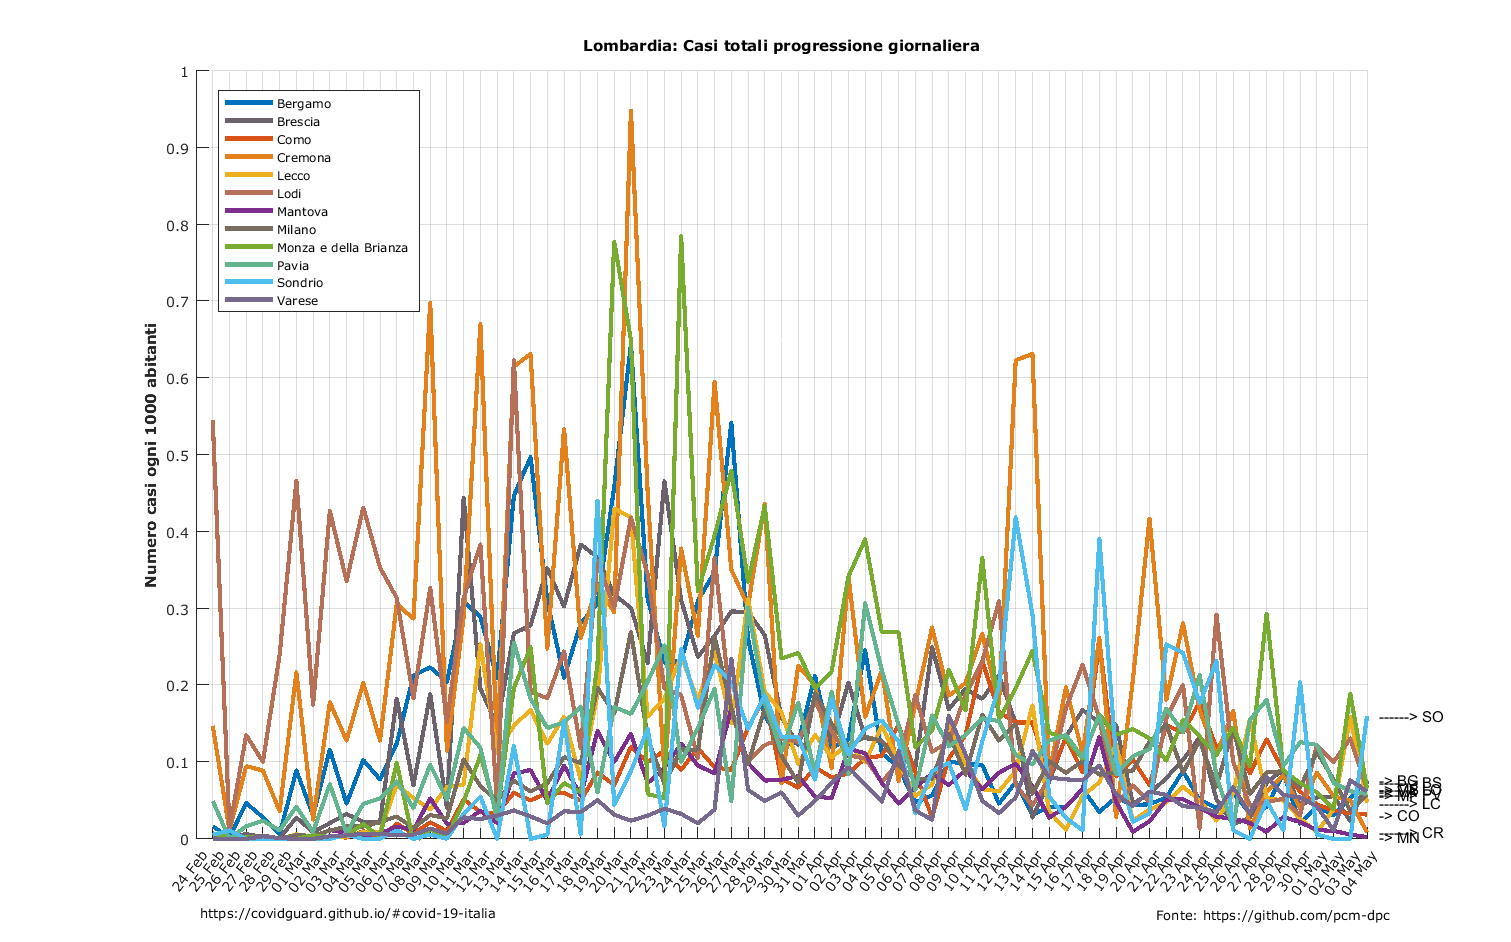 Lombardia: Casi totali progressione giornaliera
Numero casi ogni 1000 abitanti
1
0.9
0.8
0.7
0.6
0.5
0.4
0.3
0.2
0.1
0
Bergamo
Brescia
Como
Cremona
Lecco
Lodi
Mantova
Milano
Monza e della Brianza
Pavia
Sondrio
Varese
------> SO
-> BG
-----> LC
-> CO
------> CR
-> MN
24 Feb
25 Feb
26 Feb
27 Feb
28 Feb
29 Feb
01 Mar
02 Mar
03 Mar
04 Mar
05 Mar
06 Mar
07 Mar
08 Mar
09 Mar
10 Mar
11 Mar
12 Mar
13 Mar
14 Mar
15 Mar
16 Mar
17 Mar
18 Mar
19 Mar
20 Mar
21 Mar
22 Mar
23 Mar
24 Mar
25 Mar
26 Mar
27 Mar
28 Mar
29 Mar
30 Mar
31 Mar
01 Apr
02 Apr
03 Apr
04 Apr
05 Apr
06 Apr
07 Apr
08 Apr
09 Apr
10 Apr
11 Apr
12 Apr
13 Apr
14 Apr
15 Apr
16 Apr
17 Apr
18 Apr
19 Apr
20 Apr
21 Apr
22 Apr
23 Apr
24 Apr
25 Apr
26 Apr
27 Apr
28 Apr
29 Apr
30 Apr
01 May
02 May
03 May
04 May
https://covidguard.github.io/#covid-19-italia
Fonte: https://github.com/pcm-dpc